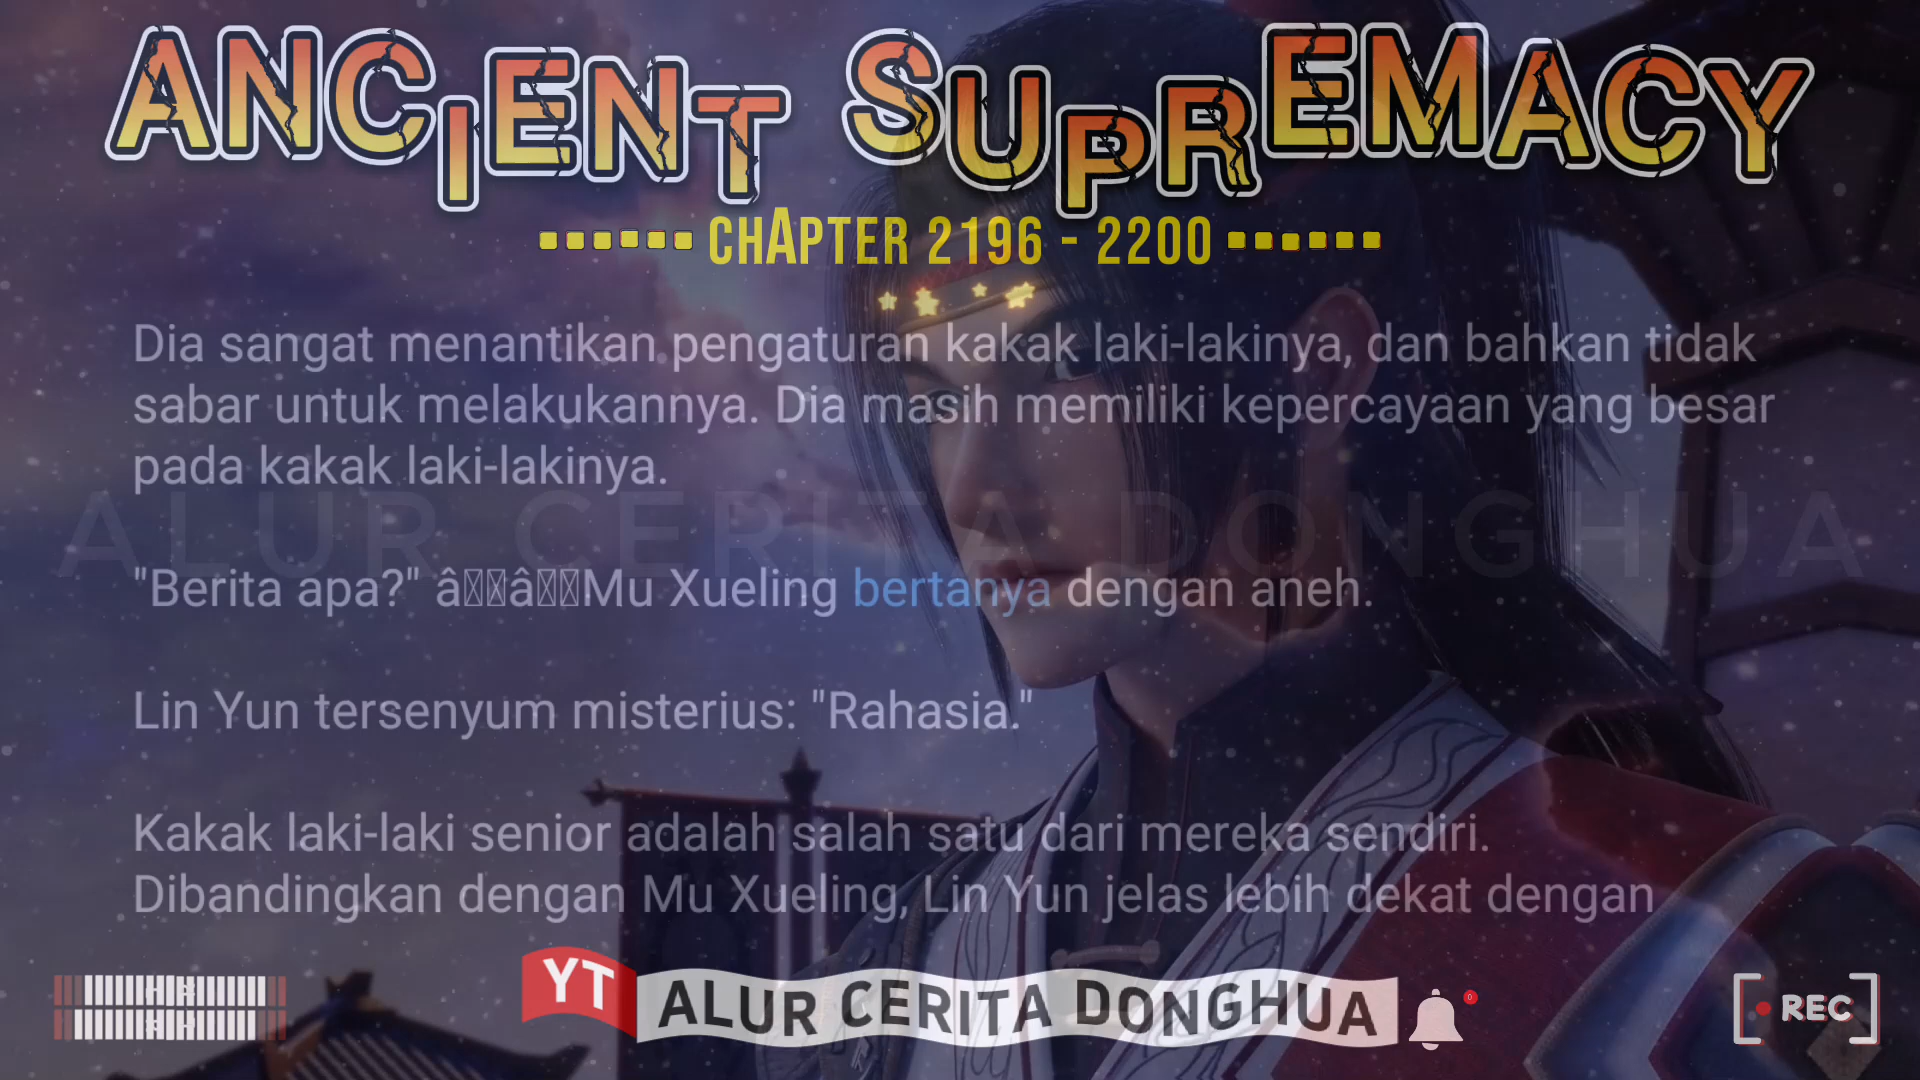 ANCIENT SUPREMACY
CHAPTER 2196 - 2200
Dia sangat menantikan pengaturan kakak laki-lakinya, dan bahkan tidak
sabar untuk melakukannya. Dia masih memiliki kepercayaan yang besar
pada kakak laki-lakinya.
ALUR CERITA DONGHUA
"Berita apa?" â￾￾â￾￾Mu Xueling bertanya dengan aneh.
Lin Yun tersenyum misterius: "Rahasia."
Kakak laki-laki senior adalah salah satu dari mereka sendiri.
Dibandingkan dengan Mu Xueling, Lin Yun jelas lebih dekat dengan
YT ALUR CERITA DONGHUA
0
REC